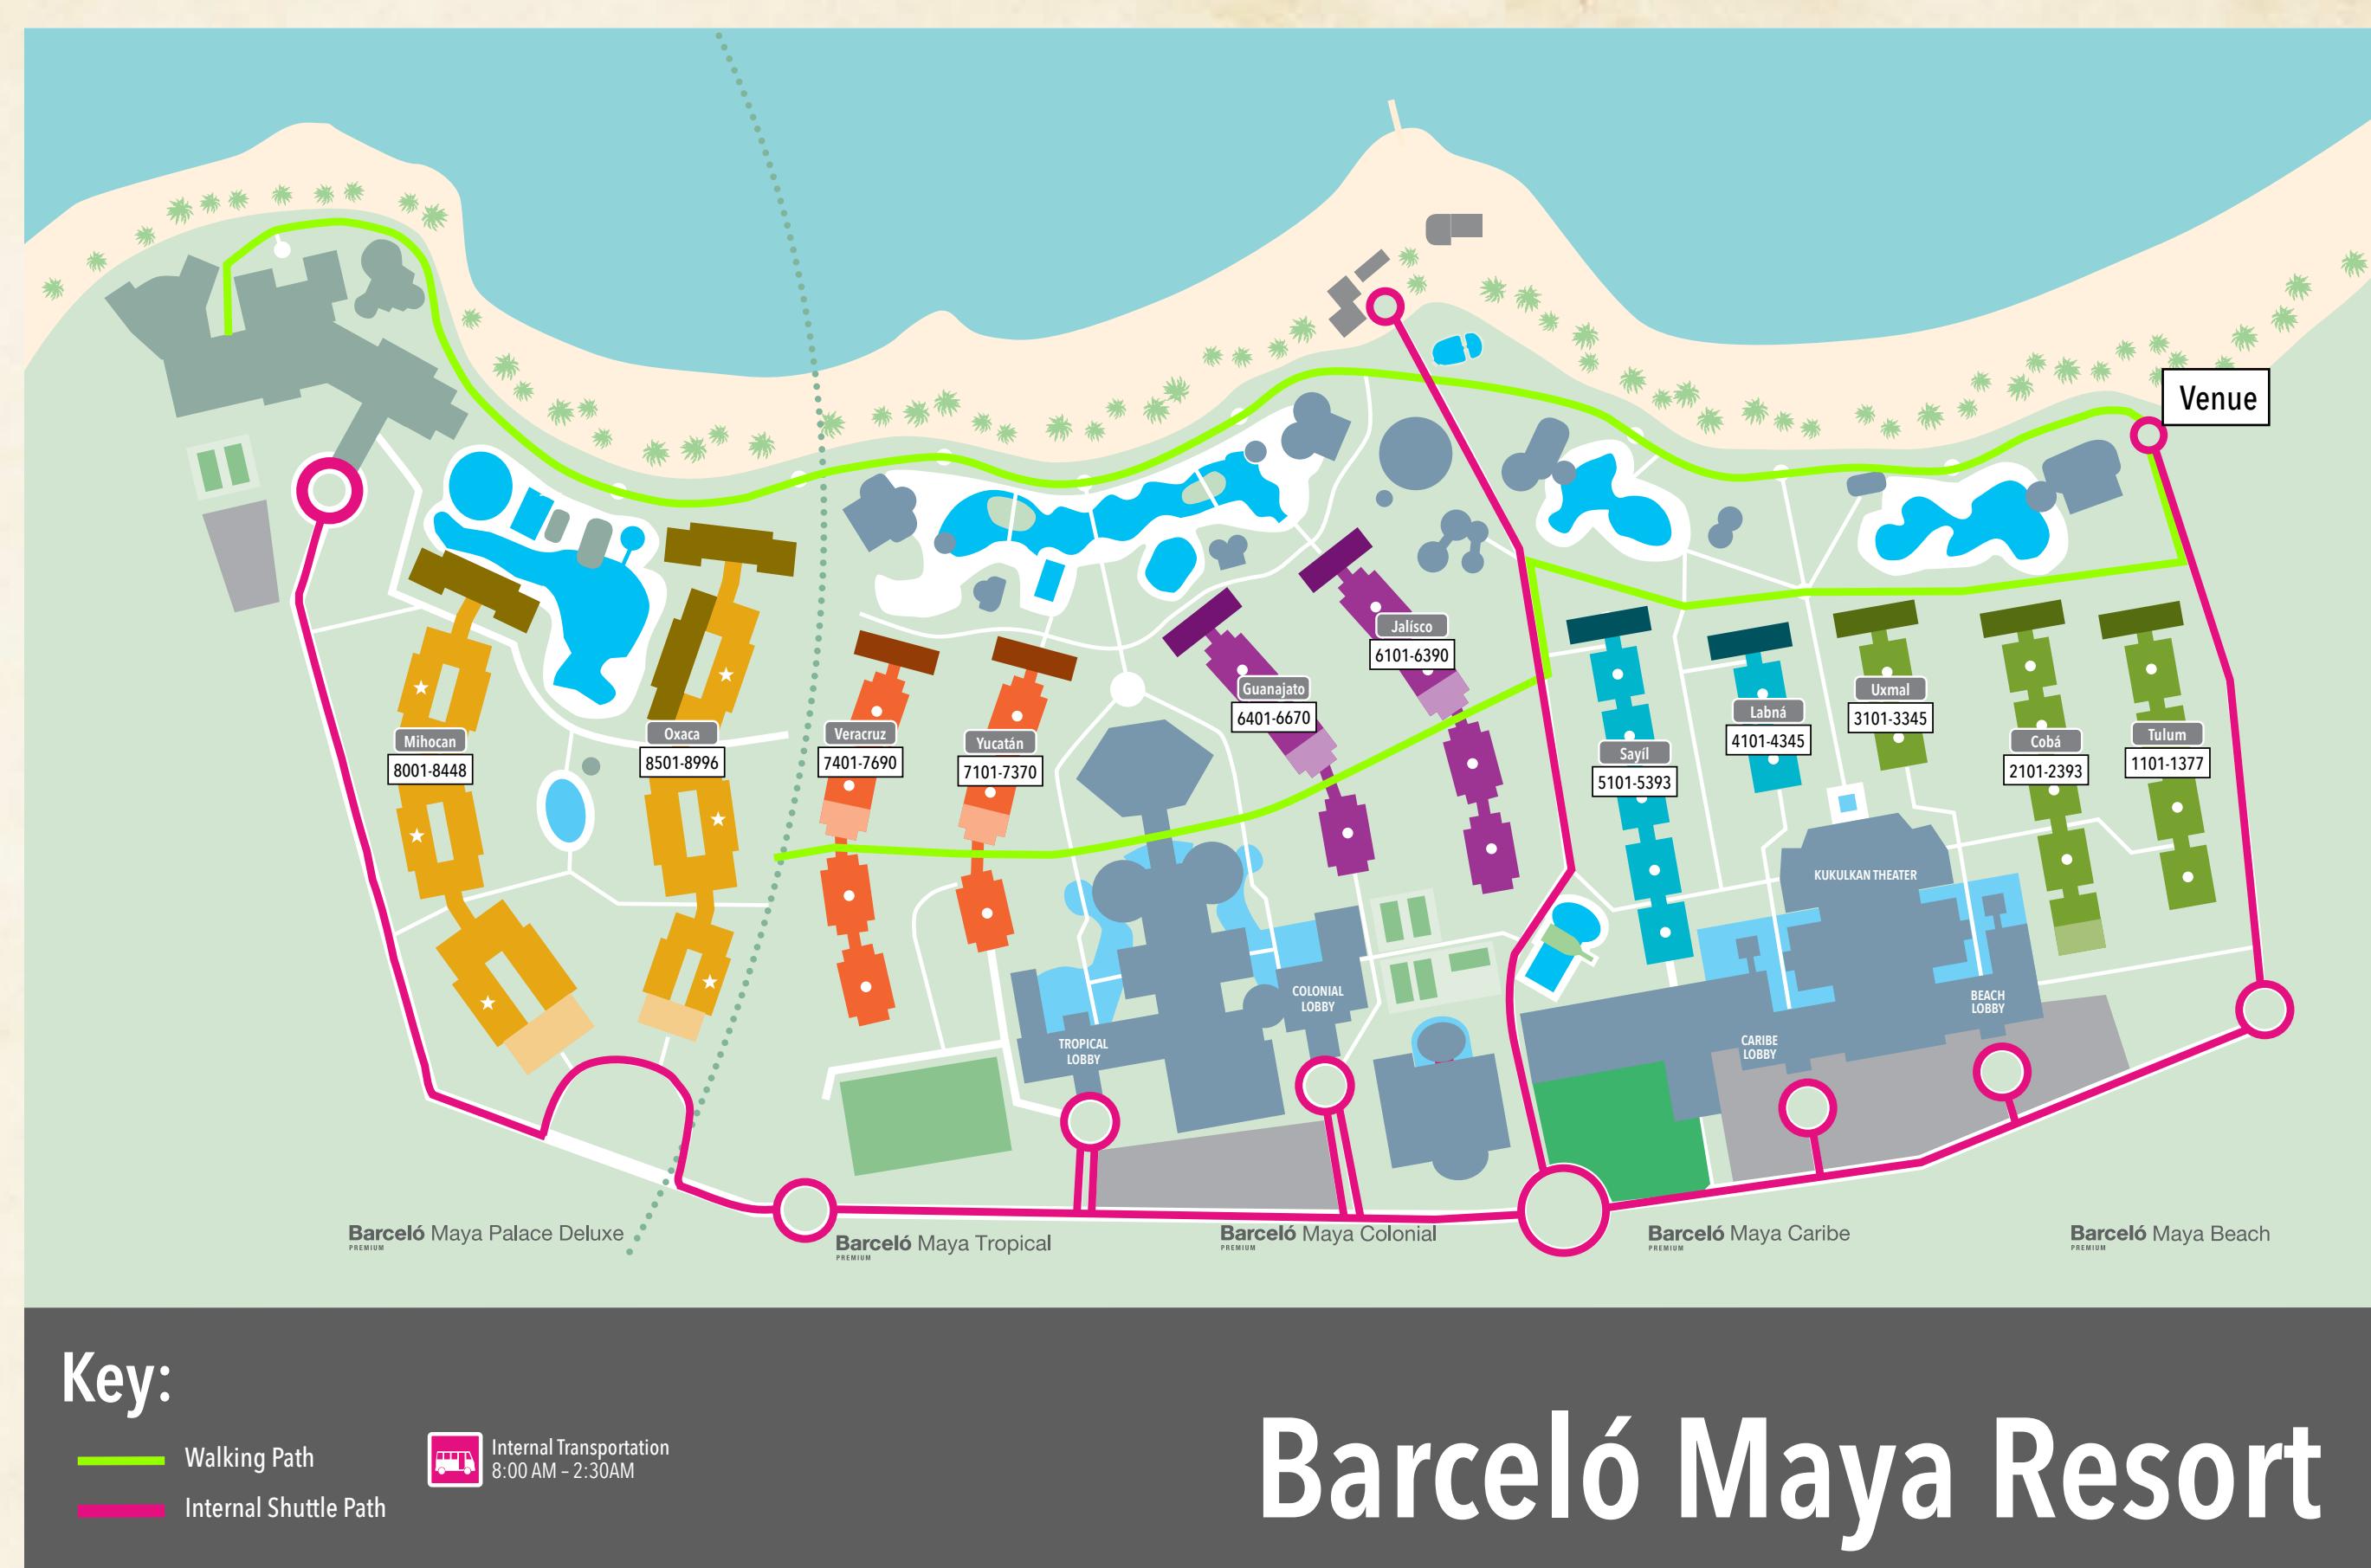 Venue
Jalísco
6101-6390
Guanajato
6401-6670
Uxmal
3101-3345
Labná
4101-4345
Sayíl
5101-5393
Cobá
2101-2393
Tulum
1101-1377
Mihocan
8001-8448
Oxaca
8501-8996
Veracruz
7401-7690
Yucatán
7101-7370
KUKULKAN THEATER
COLONIAL
LOBBY
TROPICAL
LOBBY
CARIBE
LOBBY
BEACH
LOBBY
Barceló Maya Palace Deluxe
PREMIUM
Barceló Maya Tropical
PREMIUM
Barceló Maya Colonial
PREMIUM
Barceló Maya Caribe
PREMIUM
Barceló Maya Beach
PREMIUM
Key:
Walking Path
Internal Shuttle Path
Internal Transportation
8:00 AM – 2:30AM
Barceló Maya Resort